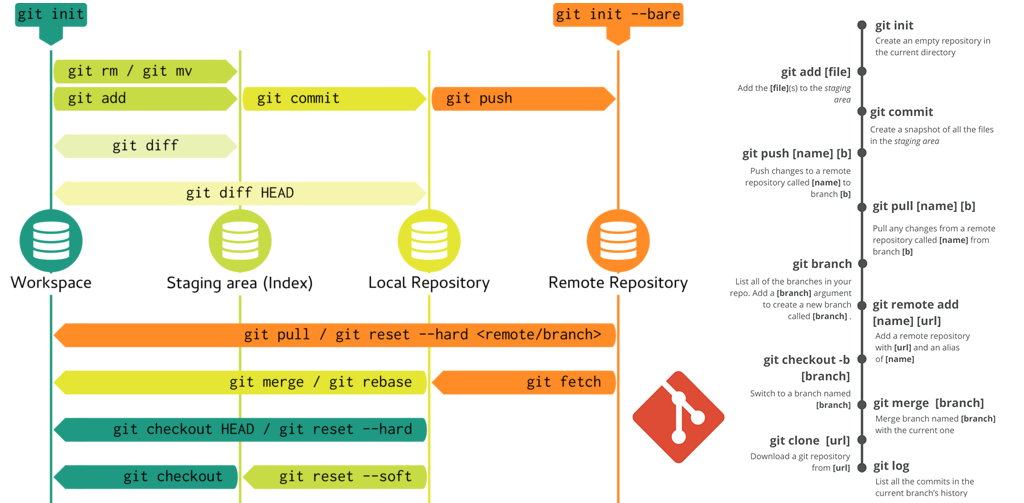 git init
git init --bare
git rm / git mv
git add
git commit
git push
git diff
git diff HEAD
Workspace
Staging area (Index)
Local Repository
Remote Repository
git pull / git reset --hard <remote/branch>
git merge / git rebase
git fetch
git checkout HEAD / git reset --hard
git checkout
git reset --soft
git init
Create an empty repository in
the current directory
git add [file]
Add the [file](s) to the staging
area
git commit
Create a snapshot of all the files
in the staging area
git push [name] [b]
Push changes to a remote
repository called [name] to
branch [b]
git pull [name] [b]
Pull any changes from a remote
repository called [name] from
branch [b]
git branch
List all of the branches in your
repo. Add a [branch] argument
to create a new branch
called [branch] .
git remote add
[name] [url]
Add a remote repository
with [url] and an alias
of [name]
git checkout -b
[branch]
Switch to a branch named
[branch]
git merge [branch]
Merge branch named [branch]
with the current one
git clone [url]
Download a git repository
from [url]
git log
List all the commits in the
current branch's history